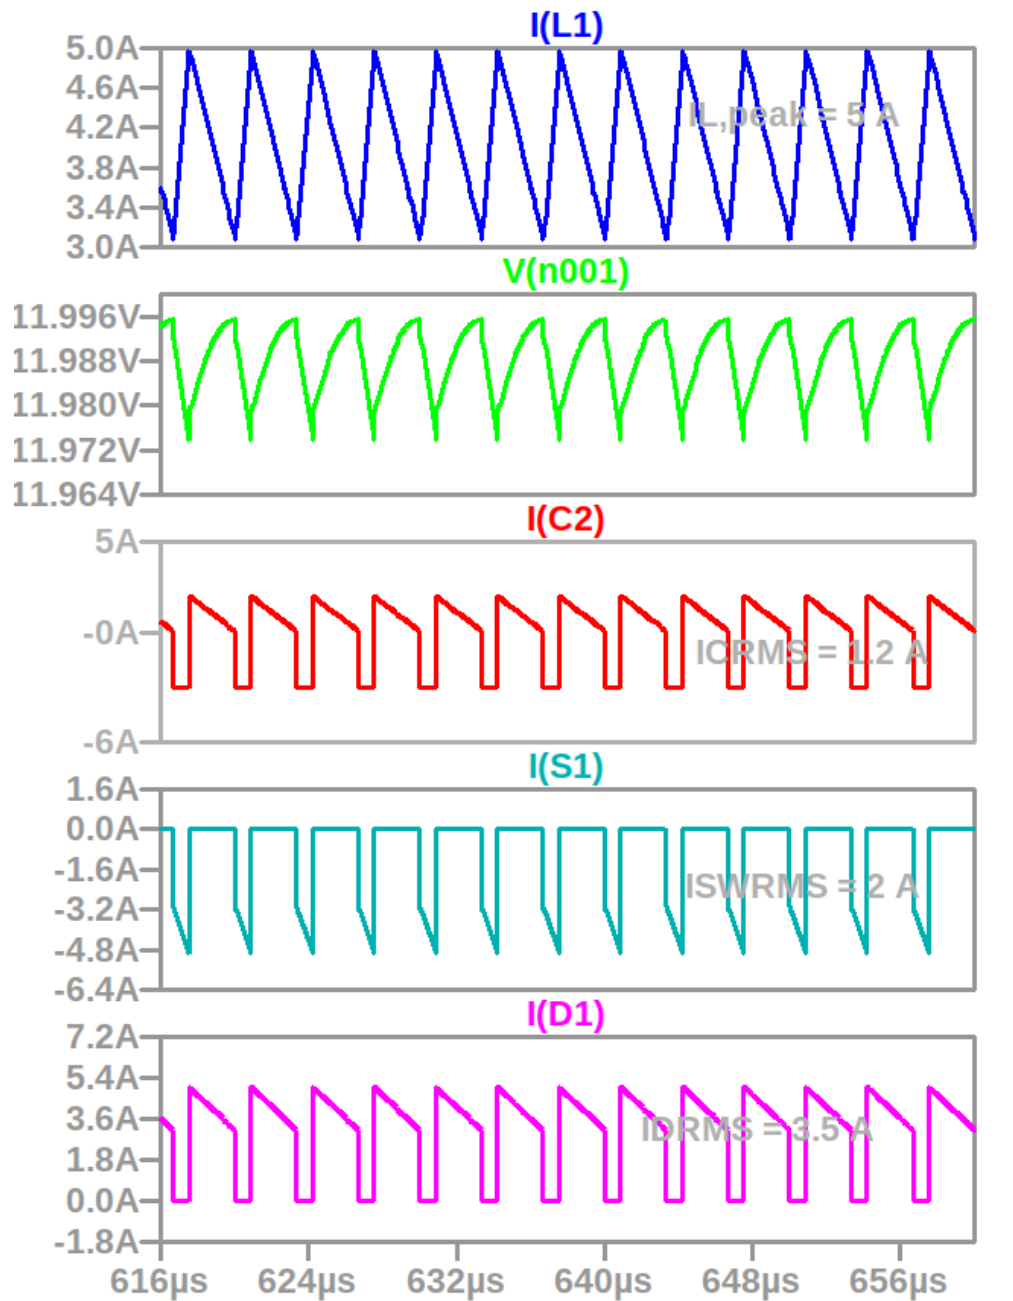 I(L1)
5.0A
4.6A
4.2A
3.8A
3.4A
3.0A
IL,peak = 5 A
V(n001)
11.996V
11.988V
11.980V
11.972V
11.964V
I(C2)
5A
-0A
-6A
ICRMS = 1.2 A
I(S1)
1.6A
0.0A
-1.6A
-3.2A
-4.8A
-6.4A
ISWRMS = 2 A
I(D1)
7.2A
5.4A
3.6A
1.8A
0.0A
-1.8A
IDRMS = 3.5 A
616µs 624µs 632µs 640µs 648µs 656µs